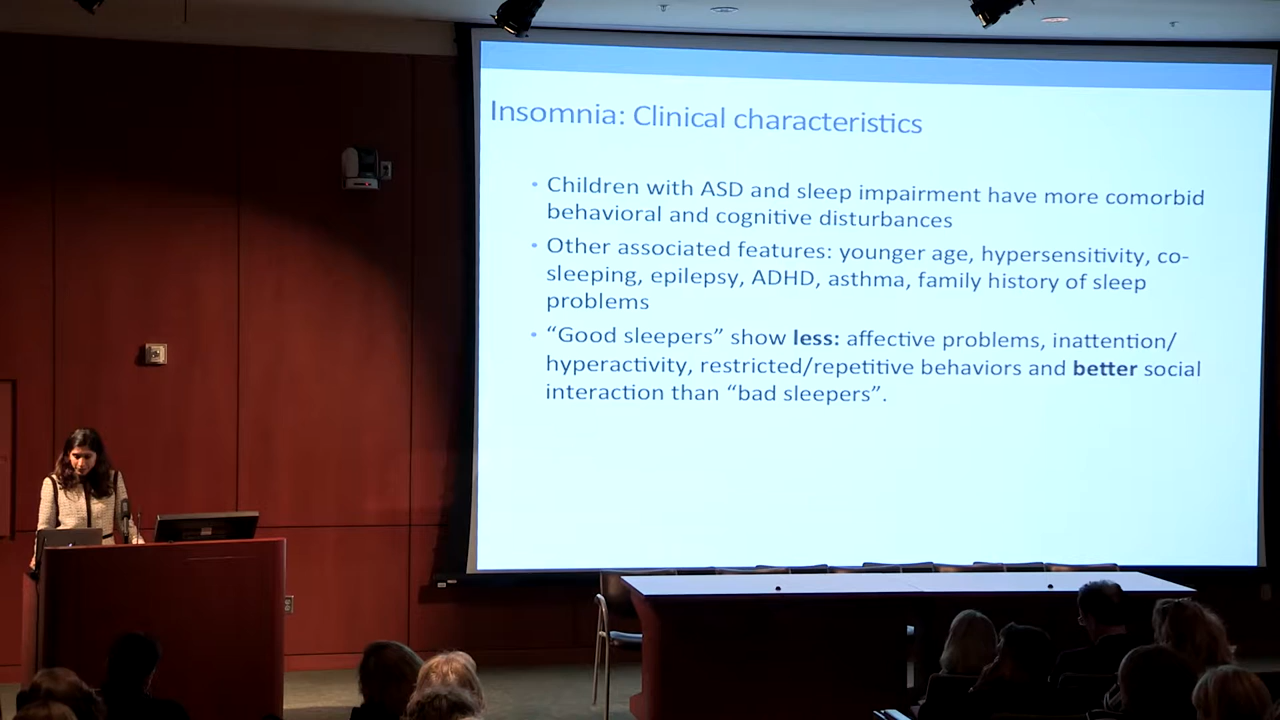 Insomnia: Clinical characteristics
• Children with ASD and sleep impairment have more comorbid
behavioral and cognitive disturbances
• Other associated features: younger age, hypersensitivity, co-
sleeping, epilepsy, ADHD, asthma, family history of sleep
problems
• “Good sleepers” show less: affective problems, inattention/
hyperactivity, restricted/repetitive behaviors and better social
interaction than “bad sleepers”.